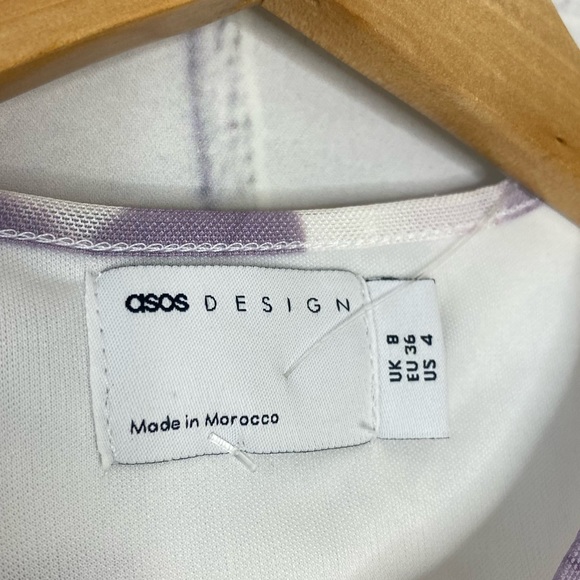 asos DESIGN
Made in Morocco
UK 8
EU 36
US 4